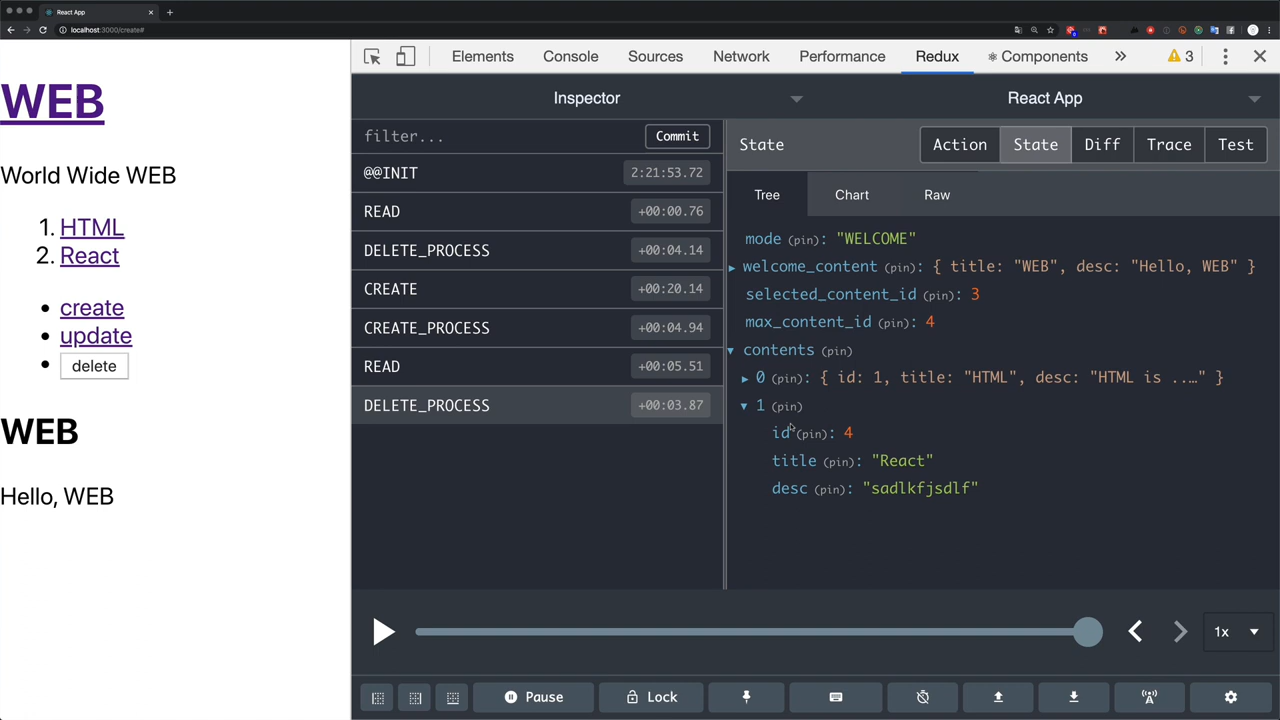 React App
localhost:3000/create#
WEB
World Wide WEB
1. HTML
2. React
• create
• update
• delete
WEB
Hello, WEB
Elements Console Sources Network Performance Redux Components 3
Inspector React App
filter... Commit
@@INIT 2:21:53.72
READ +00:00.76
DELETE_PROCESS +00:04.14
CREATE +00:20.14
CREATE_PROCESS +00:04.94
READ +00:05.51
DELETE_PROCESS +00:03.87
State Action State Diff Trace Test
Tree Chart Raw
mode (pin): "WELCOME"
welcome_content (pin): { title: "WEB", desc: "Hello, WEB" }
selected_content_id (pin): 3
max_content_id (pin): 4
contents (pin)
0 (pin): { id: 1, title: "HTML", desc: "HTML is ..…" }
1 (pin)
id (pin): 4
title (pin): "React"
desc (pin): "sadlkfjsdlf"
1x
Pause Lock